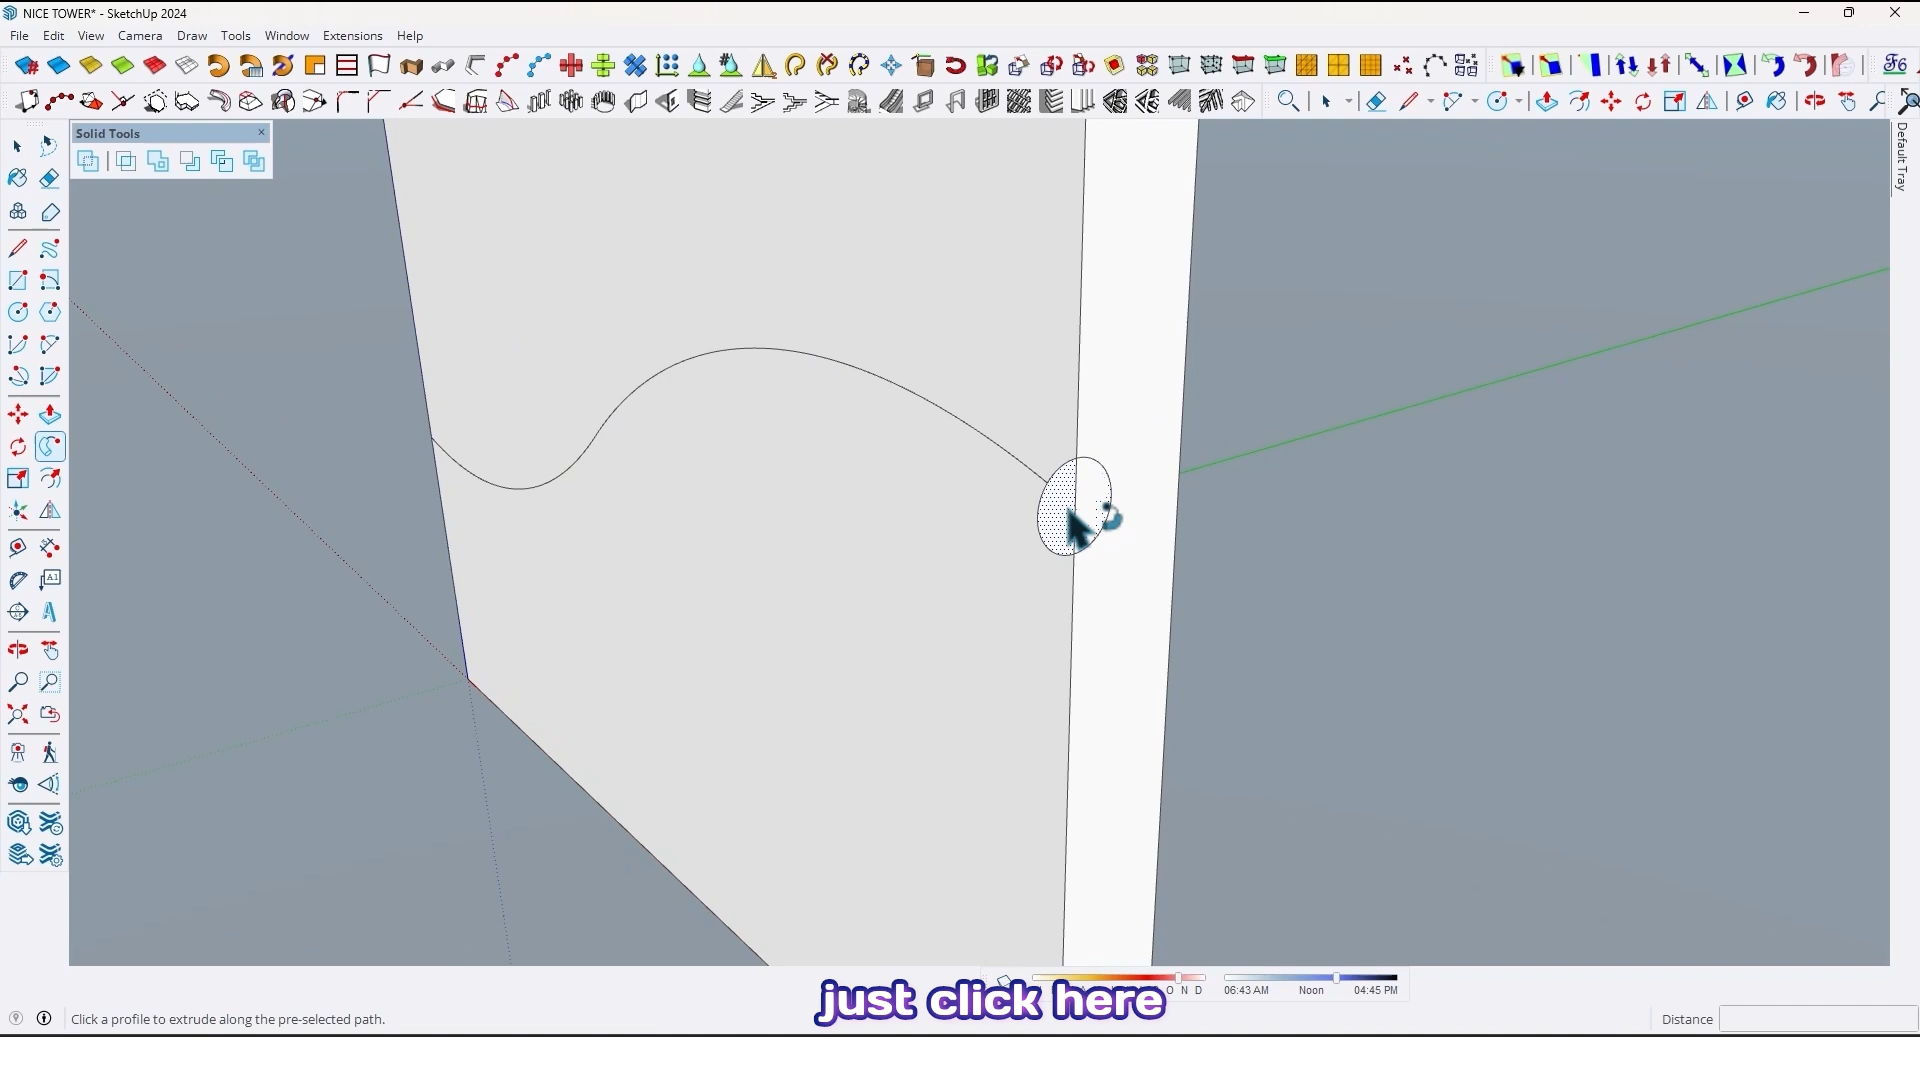 NICE TOWER* - SketchUp 2024
File Edit View Camera Draw Tools Window Extensions Help
Solid Tools
Default Tray
A1
just click here
O N D
06:43 AM Noon 04:45 PM
Click a profile to extrude along the pre-selected path.
Distance